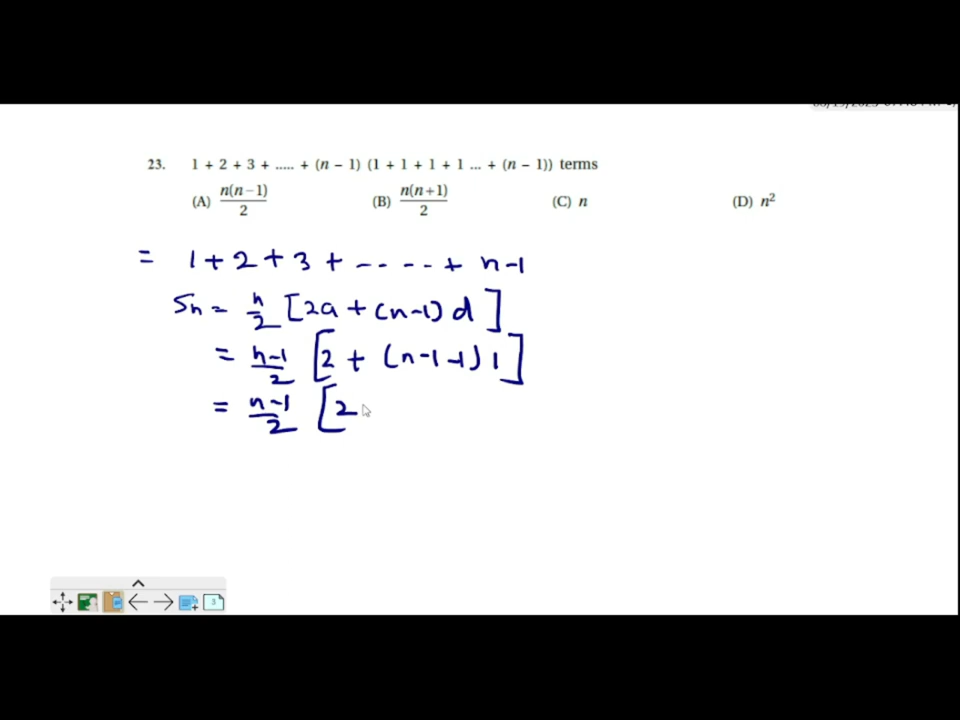 23. 1 + 2 + 3 + ..... + (n − 1) (1 + 1 + 1 + 1 ... + (n − 1)) terms
(A) n(n−1)/2 (B) n(n+1)/2 (C) n (D) n²
= 1 + 2 + 3 + ----- + n-1
Sn = n/2 [2a + (n-1) d]
= n-1/2 [2 + (n-1-1) 1]
= n-1/2 [2
3